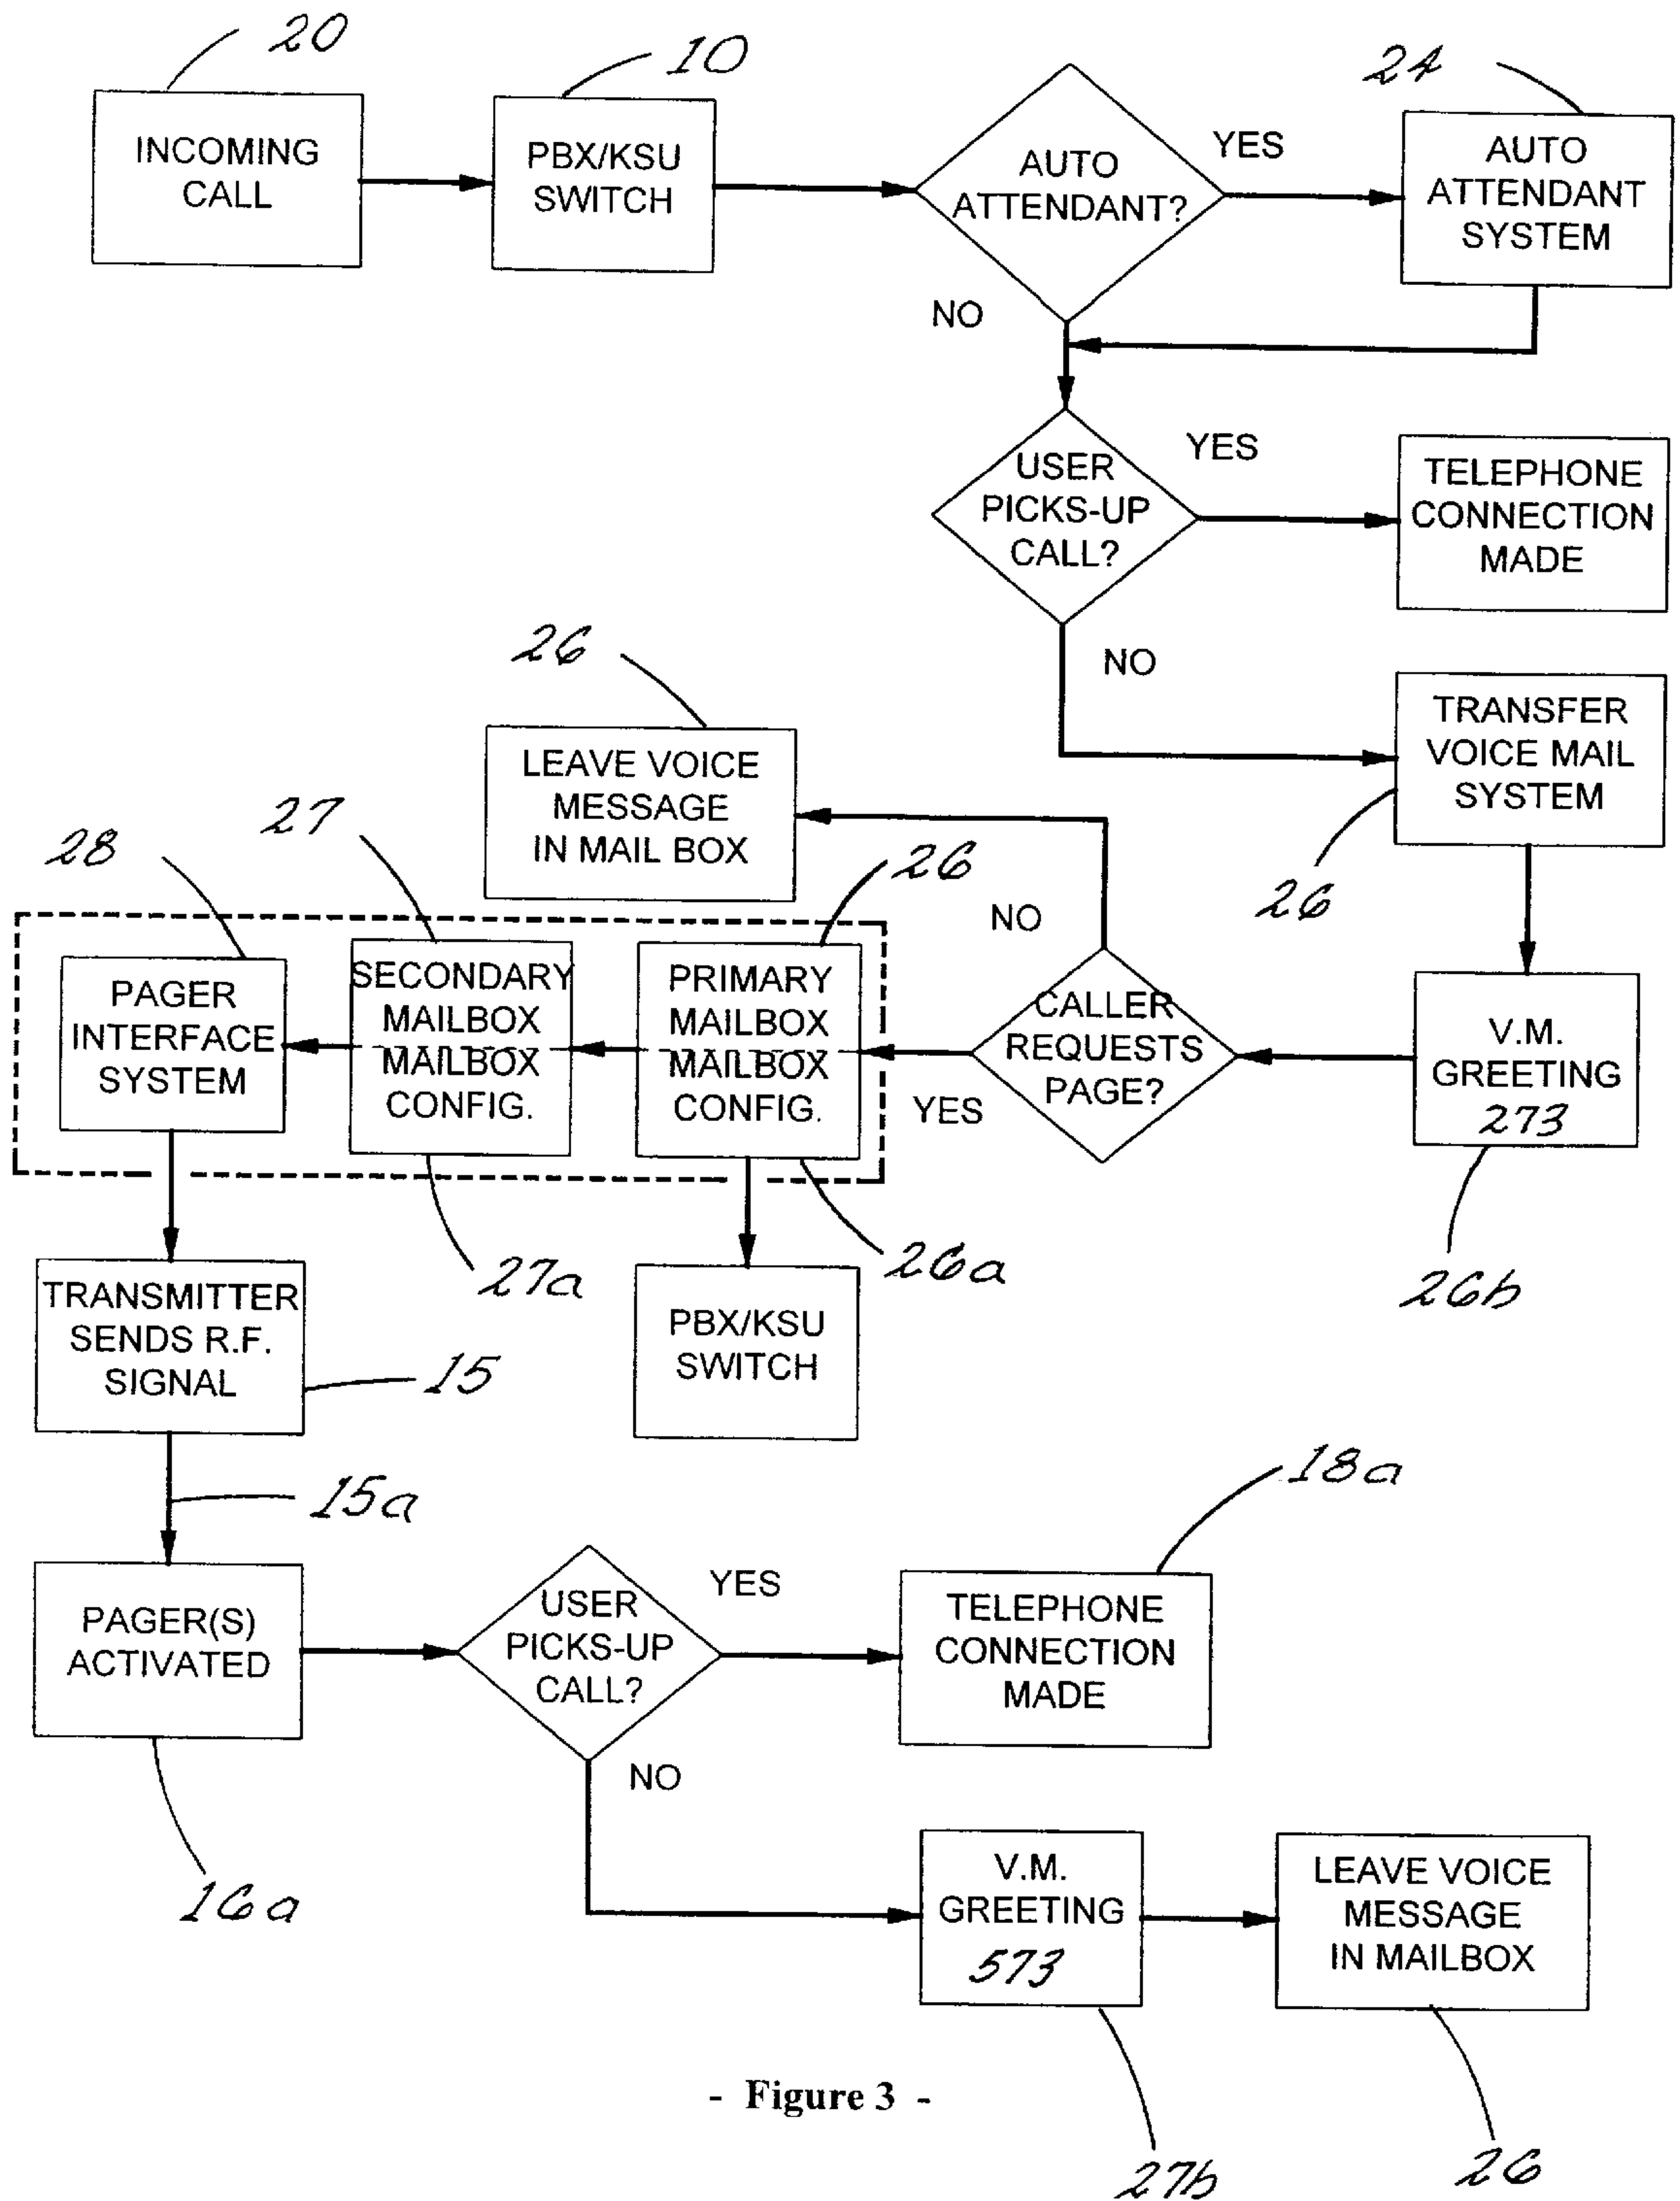 20
10
24
INCOMING
CALL
PBX/KSU
SWITCH
AUTO
ATTENDANT?
YES
AUTO
ATTENDANT
SYSTEM
NO
USER
PICKS-UP
CALL?
YES
TELEPHONE
CONNECTION
MADE
NO
26
LEAVE VOICE
MESSAGE
IN MAIL BOX
TRANSFER
VOICE MAIL
SYSTEM
26
28
27
26
NO
PAGER
INTERFACE
SYSTEM
SECONDARY
MAILBOX
MAILBOX
CONFIG.
PRIMARY
MAILBOX
MAILBOX
CONFIG.
CALLER
REQUESTS
PAGE?
YES
V.M.
GREETING
273
27a
26a
26b
TRANSMITTER
SENDS R.F.
SIGNAL
15
PBX/KSU
SWITCH
15a
18a
PAGER(S)
ACTIVATED
USER
PICKS-UP
CALL?
YES
TELEPHONE
CONNECTION
MADE
NO
16a
V.M.
GREETING
573
LEAVE VOICE
MESSAGE
IN MAILBOX
- Figure 3 -
27b
26